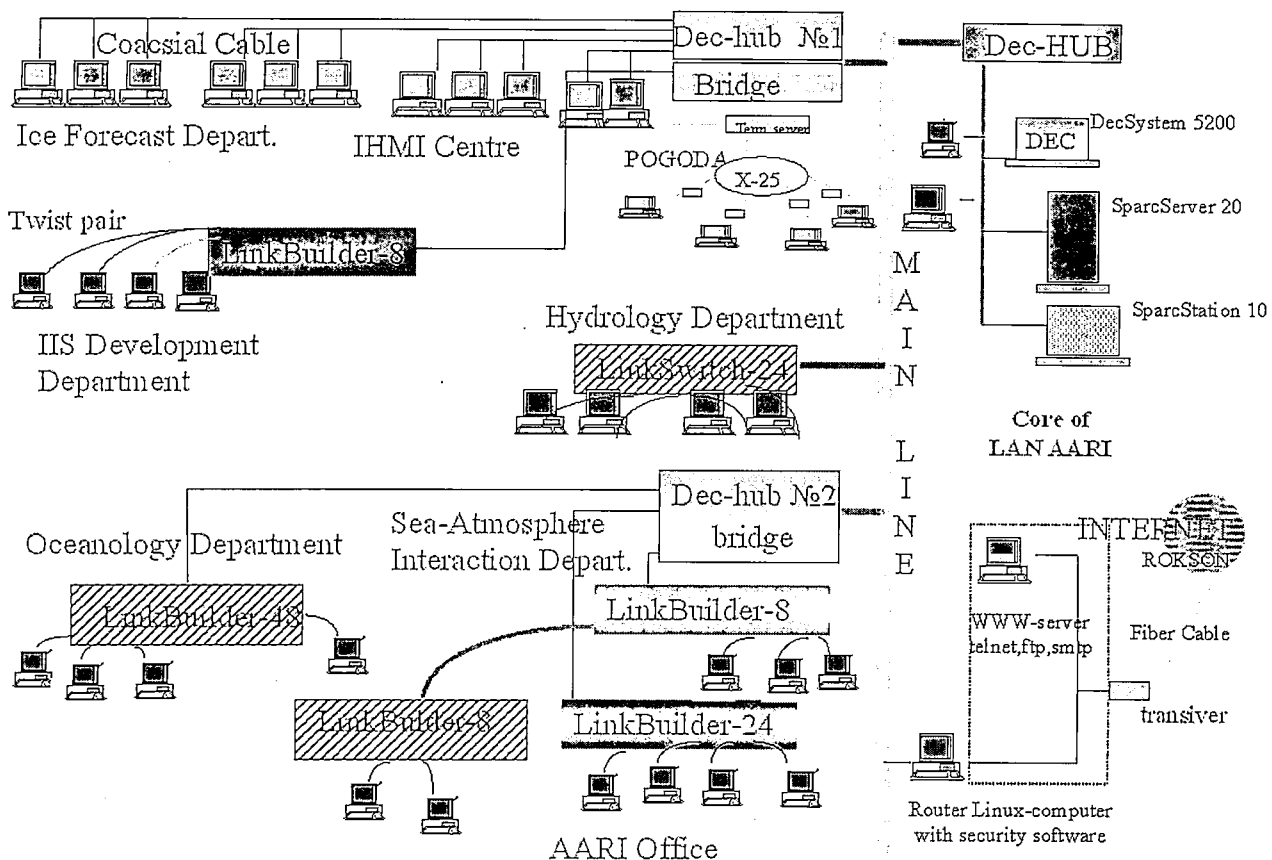 Coacsial Cable
Dec-hub №1
Bridge
Dec-HUB
Ice Forecast Depart.
IHMI Centre
Term server
POGODA
X-25
DecSystem 5200
DEC
SparcServer 20
SparcStation 10
Twist pair
LinkBuilder-8
IIS Development
Department
Hydrology Department
LinkSwitch-24
MAIN LINE
Core of
LAN AARI
Dec-hub №2
bridge
Sea-Atmosphere
Interaction Depart.
Oceanology Department
LinkBuilder-48
LinkBuilder-8
LinkBuilder-8
LinkBuilder-24
AARI Office
INTERNET
ROKSON
WWW-server
telnet,ftp,smtp
Fiber Cable
transiver
Router Linux-computer
with security software